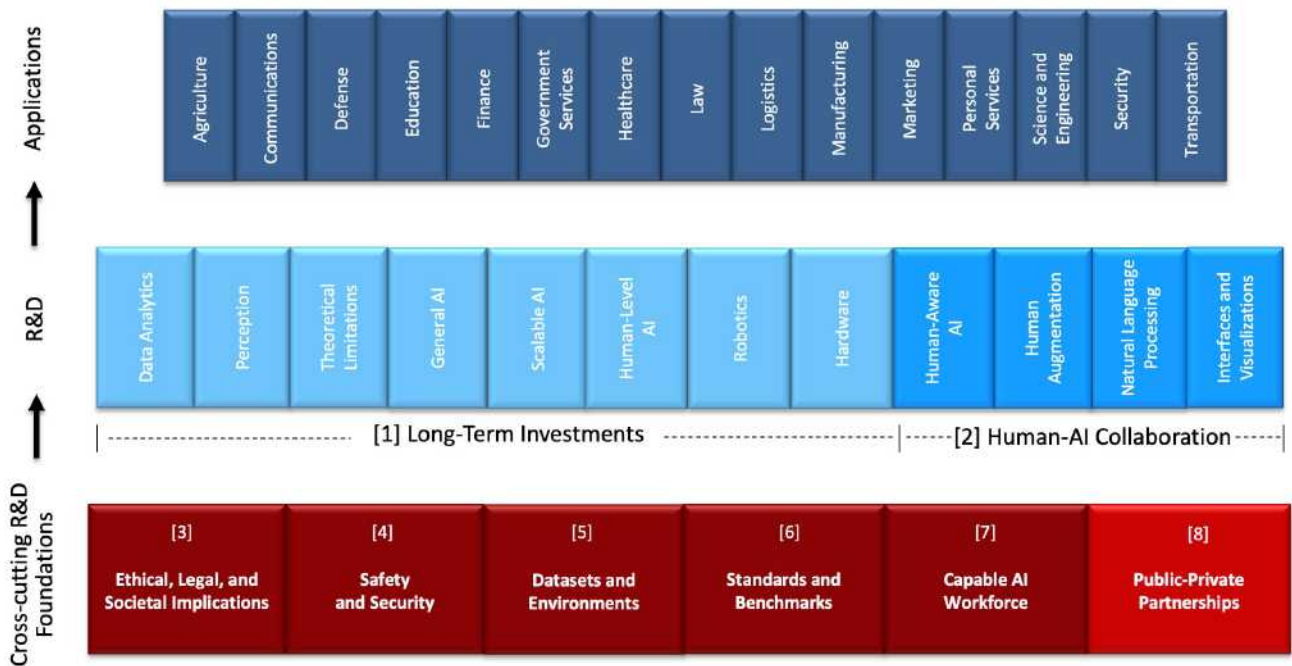 Applications
Agriculture
Communications
Defense
Education
Finance
Government
Services
Healthcare
Law
Logistics
Manufacturing
Marketing
Personal
Services
Science and
Engineering
Security
Transportation
R&D
Data Analytics
Perception
Theoretical
Limitations
General AI
Scalable AI
Human-Level
AI
Robotics
Hardware
Human-Aware
AI
Human
Augmentation
Natural Language
Processing
Interfaces and
Visualizations
[1] Long-Term Investments
[2] Human-AI Collaboration
Cross-cutting R&D
Foundations
[3]
Ethical, Legal, and
Societal Implications
[4]
Safety
and Security
[5]
Datasets and
Environments
[6]
Standards and
Benchmarks
[7]
Capable AI
Workforce
[8]
Public-Private
Partnerships